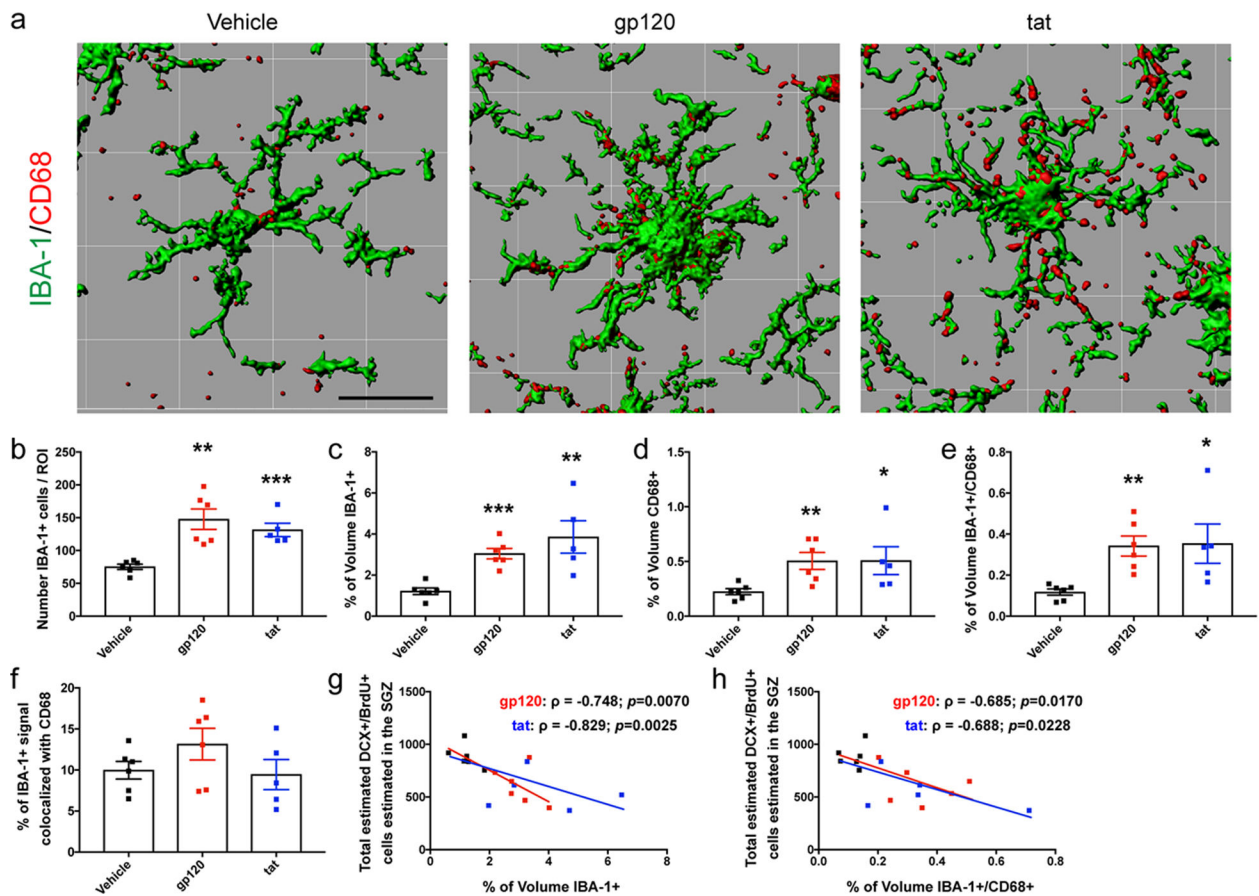 a
Vehicle
gp120
tat
IBA-1/CD68
b
Number IBA-1+ cells / ROI
250
200
150
100
50
0
**
***
Vehicle
gp120
tat
c
% of Volume IBA-1+
8
6
4
2
0
***
**
Vehicle
gp120
tat
d
% of Volume CD68+
1.5
1.0
0.5
0.0
**
*
Vehicle
gp120
tat
e
% of Volume IBA-1+/CD68+
0.8
0.6
0.4
0.2
0.0
**
*
Vehicle
gp120
tat
f
% of IBA-1+ signal
colocalized with CD68
20
15
10
5
0
Vehicle
gp120
tat
g
Total estimated DCX+/BrdU+
cells estimated in the SGZ
1500
1000
500
0
gp120: ρ = -0.748; p=0.0070
tat: ρ = -0.829; p=0.0025
0 2 4 6 8
% of Volume IBA-1+
h
Total estimated DCX+/BrdU+
cells estimated in the SGZ
1500
1000
500
0
gp120: ρ = -0.685; p=0.0170
tat: ρ = -0.688; p=0.0228
0.0 0.2 0.4 0.6 0.8
% of Volume IBA-1+/CD68+